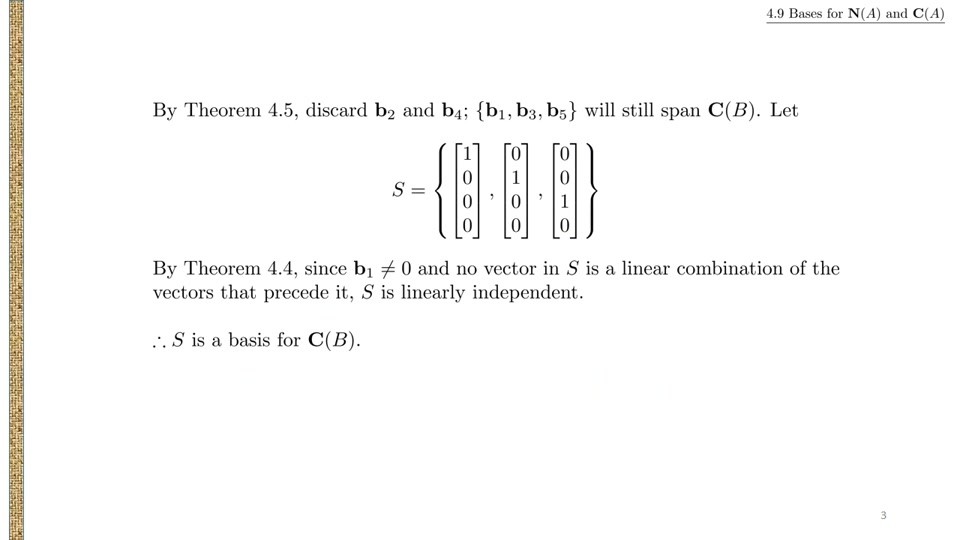 4.9 Bases for N(A) and C(A)
By Theorem 4.5, discard b₂ and b₄; {b₁, b₃, b₅} will still span C(B). Let
S = { [1 0 0 0], [0 1 0 0], [0 0 1 0] }
By Theorem 4.4, since b₁ ≠ 0 and no vector in S is a linear combination of the
vectors that precede it, S is linearly independent.
∴ S is a basis for C(B).
3